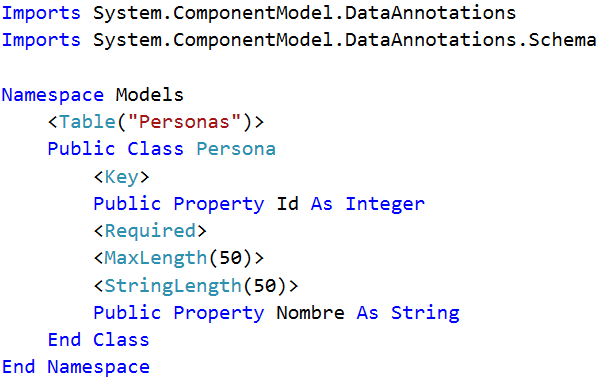 Imports System.ComponentModel.DataAnnotations
Imports System.ComponentModel.DataAnnotations.Schema
Namespace Models
<Table("Personas")>
Public Class Persona
<Key>
Public Property Id As Integer
<Required>
<MaxLength(50)>
<StringLength(50)>
Public Property Nombre As String
End Class
End Namespace